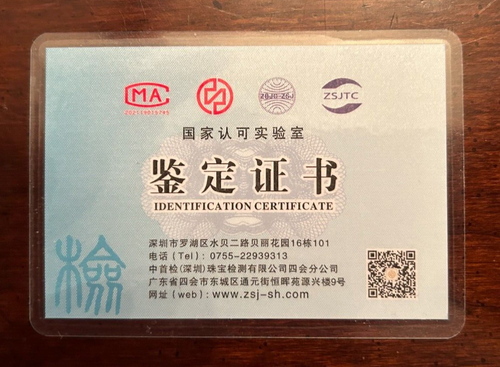 CMA
ZBJD-ZSJ
ZSJTC
国家认可实验室
鉴定证书
IDENTIFICATION CERTIFICATE
检
深圳市罗湖区水贝二路贝丽花园16栋101
电话(Tel): 0755-22939313
中首检(深圳)珠宝检测有限公司四会分公司
广东省四会市东城区通元街恒晖苑源兴楼9号
网址(web): www.zsj-sh.com